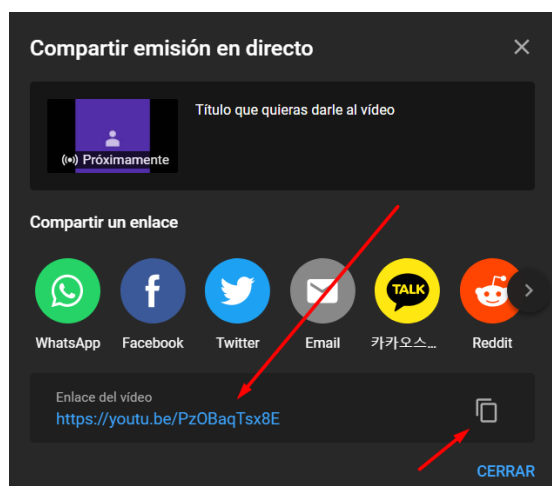 Compartir emisión en directo
Título que quieras darle al vídeo
Próximamente
Compartir un enlace
TALK
WhatsApp Facebook Twitter Email 카카오스... Reddit
Enlace del vídeo
https://youtu.be/PzOBaqTsx8E
CERRAR